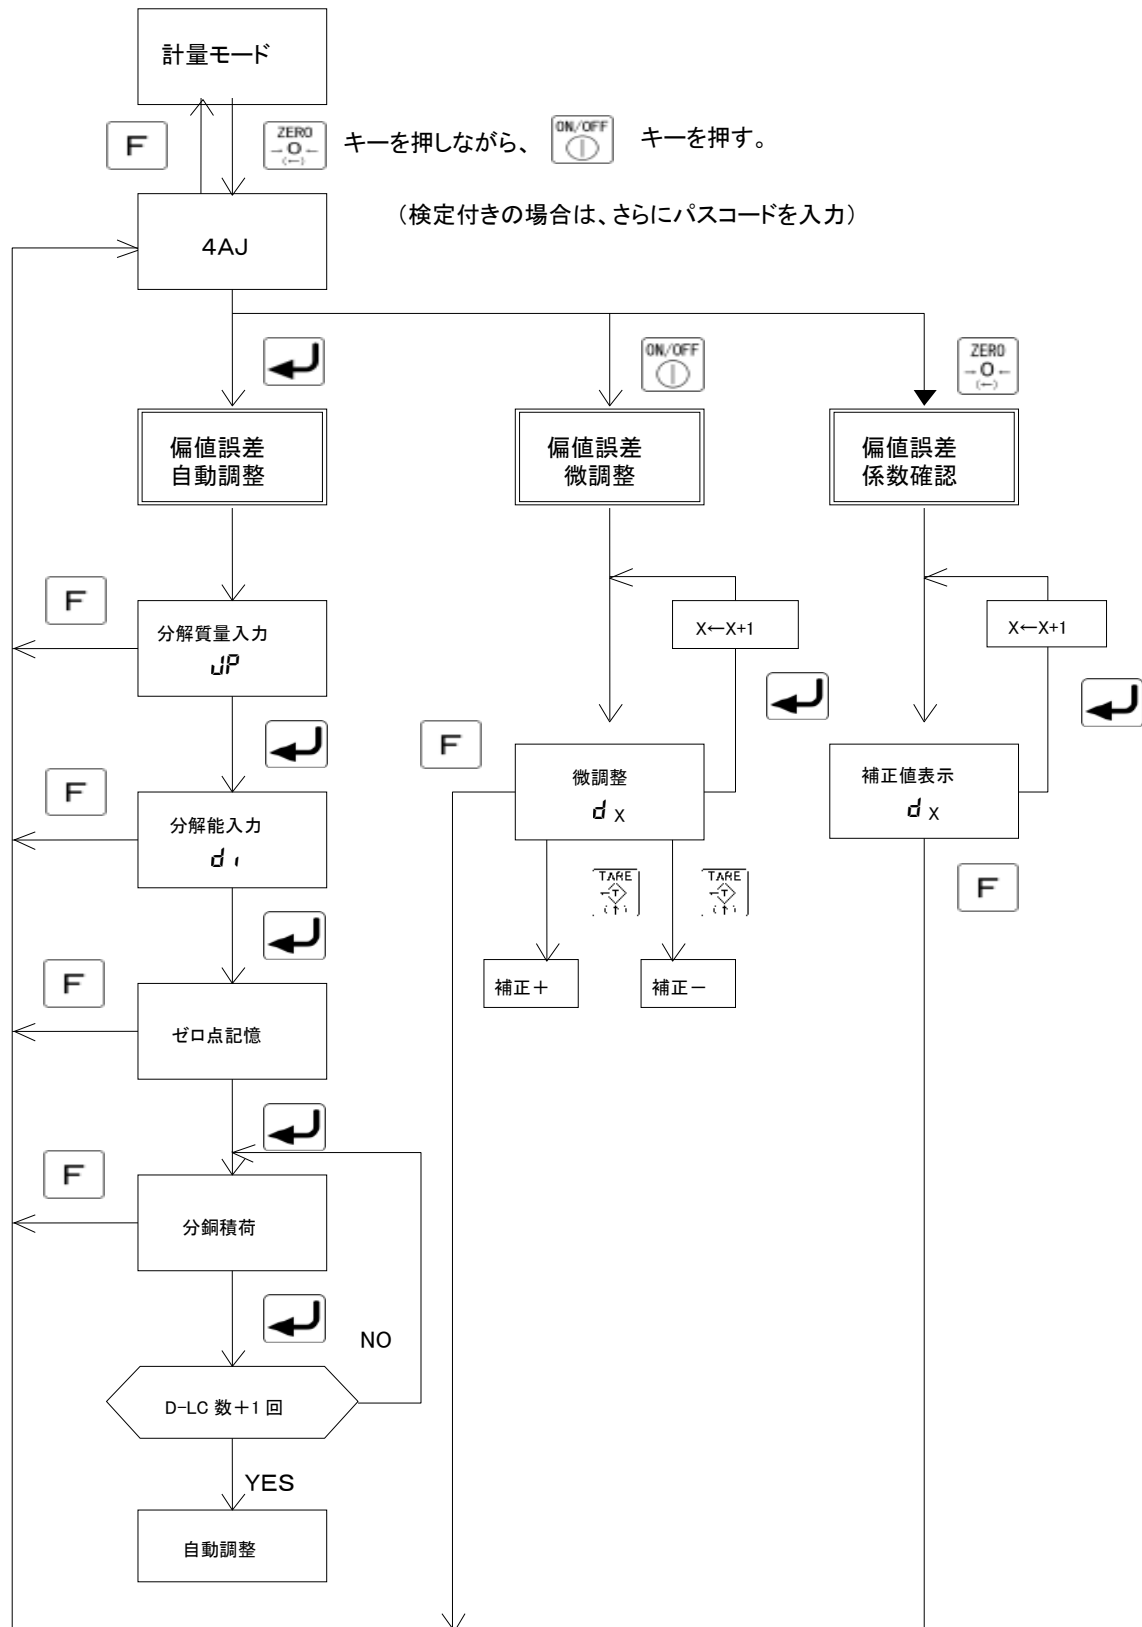 計量モード
F
ZERO
→O←
(←)
キーを押しながら、
ON/OFF
キーを押す。
(検定付きの場合は、さらにパスコードを入力)
4AJ
ON/OFF
ZERO
→O←
(←)
偏値誤差
自動調整
偏値誤差
微調整
偏値誤差
係数確認
F
分解質量入力
JP
X←X+1
X←X+1
F
微調整
d X
補正値表示
d X
F
分解能入力
d i
TARE
T
(↑)
TARE
T
(↑)
F
F
ゼロ点記憶
補正+
補正−
F
分銅積荷
NO
D-LC 数+1 回
YES
自動調整